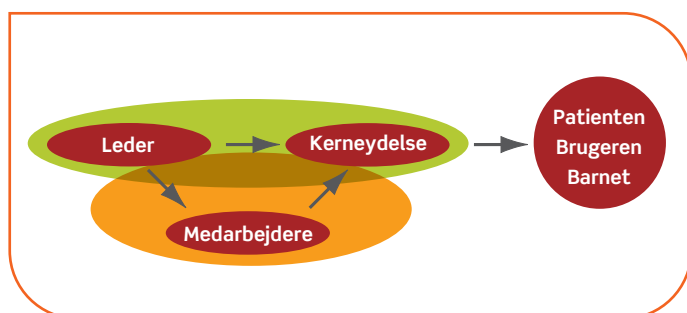 Leder
Kerneydelse
Medarbejdere
Patienten
Brugeren
Barnet